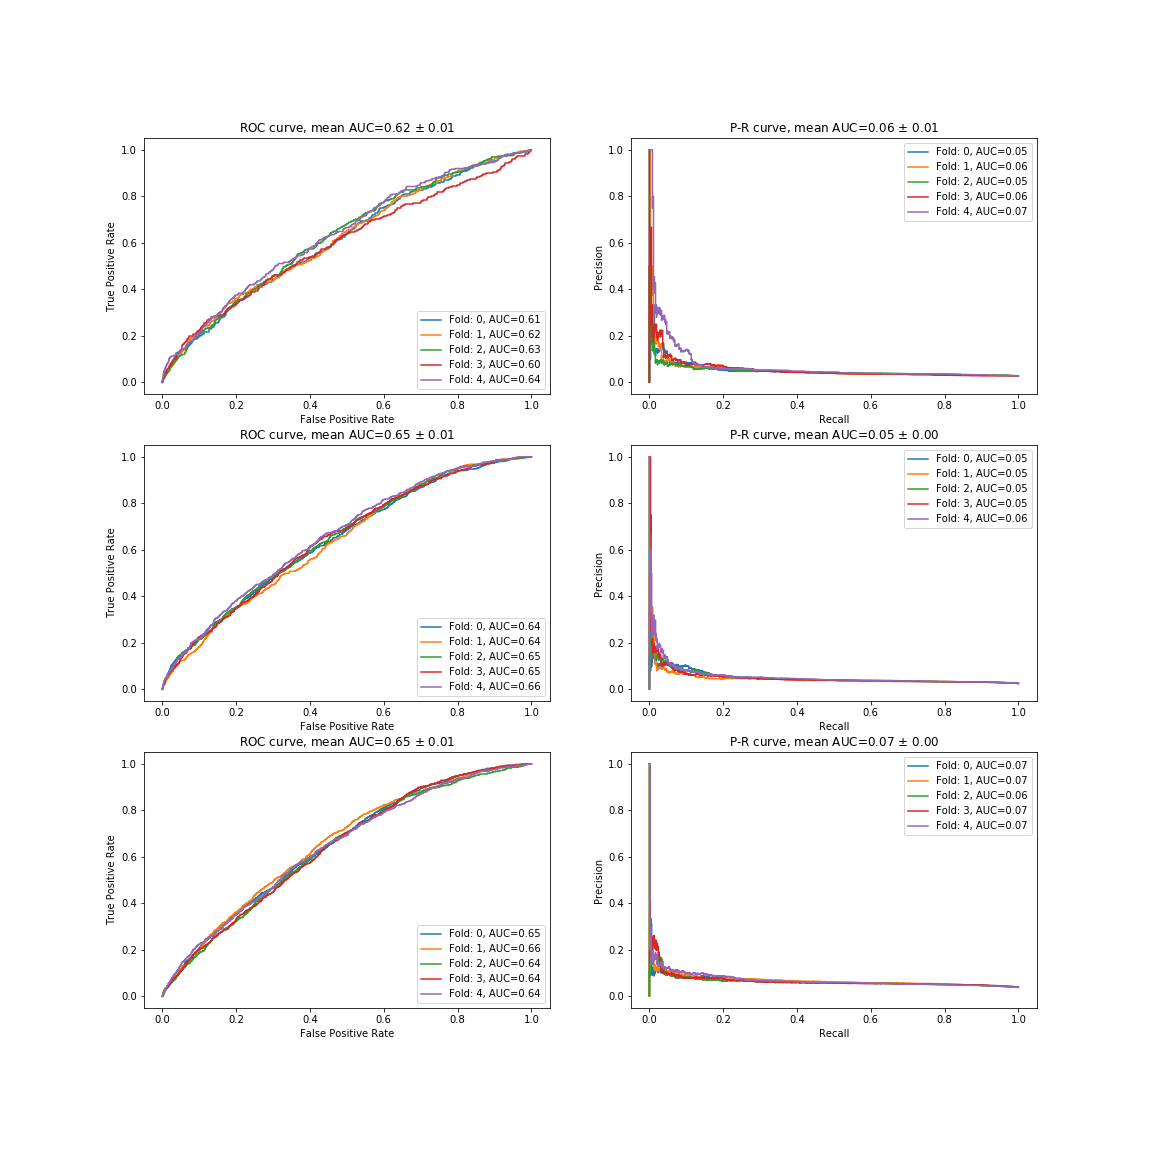 ROC curve, mean AUC=0.62 ± 0.01
True Positive Rate
1.0
0.8
0.6
0.4
0.2
0.0
Fold: 0, AUC=0.61
Fold: 1, AUC=0.62
Fold: 2, AUC=0.63
Fold: 3, AUC=0.60
Fold: 4, AUC=0.64
0.0 0.2 0.4 0.6 0.8 1.0
False Positive Rate
P-R curve, mean AUC=0.06 ± 0.01
Precision
1.0
0.8
0.6
0.4
0.2
0.0
Fold: 0, AUC=0.05
Fold: 1, AUC=0.06
Fold: 2, AUC=0.05
Fold: 3, AUC=0.06
Fold: 4, AUC=0.07
0.0 0.2 0.4 0.6 0.8 1.0
Recall
ROC curve, mean AUC=0.65 ± 0.01
True Positive Rate
1.0
0.8
0.6
0.4
0.2
0.0
Fold: 0, AUC=0.64
Fold: 1, AUC=0.64
Fold: 2, AUC=0.65
Fold: 3, AUC=0.65
Fold: 4, AUC=0.66
0.0 0.2 0.4 0.6 0.8 1.0
False Positive Rate
P-R curve, mean AUC=0.05 ± 0.00
Precision
1.0
0.8
0.6
0.4
0.2
0.0
Fold: 0, AUC=0.05
Fold: 1, AUC=0.05
Fold: 2, AUC=0.05
Fold: 3, AUC=0.05
Fold: 4, AUC=0.06
0.0 0.2 0.4 0.6 0.8 1.0
Recall
ROC curve, mean AUC=0.65 ± 0.01
True Positive Rate
1.0
0.8
0.6
0.4
0.2
0.0
Fold: 0, AUC=0.65
Fold: 1, AUC=0.66
Fold: 2, AUC=0.64
Fold: 3, AUC=0.64
Fold: 4, AUC=0.64
0.0 0.2 0.4 0.6 0.8 1.0
False Positive Rate
P-R curve, mean AUC=0.07 ± 0.00
Precision
1.0
0.8
0.6
0.4
0.2
0.0
Fold: 0, AUC=0.07
Fold: 1, AUC=0.07
Fold: 2, AUC=0.06
Fold: 3, AUC=0.07
Fold: 4, AUC=0.07
0.0 0.2 0.4 0.6 0.8 1.0
Recall